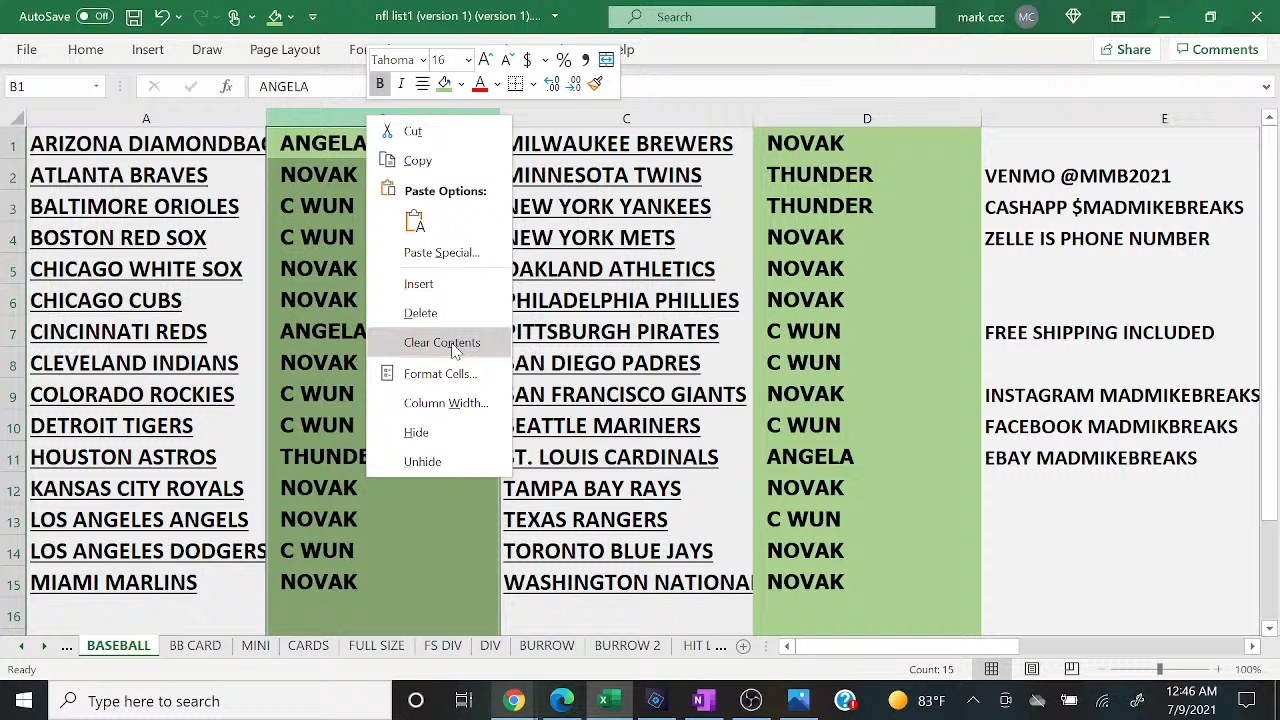 AutoSave Off nfl list1 (version 1) (version 1).... Search mark ccc MC
File Home Insert Draw Page Layout Share Comments
Tahoma 16 $ %
B I A
B1 fx ANGELA
A C D E
1 ARIZONA DIAMONDBAC ANGELA MILWAUKEE BREWERS NOVAK
2 ATLANTA BRAVES NOVAK MINNESOTA TWINS THUNDER VENMO @MMB2021
3 BALTIMORE ORIOLES C WUN NEW YORK YANKEES THUNDER CASHAPP $MADMIKEBREAKS
4 BOSTON RED SOX C WUN NEW YORK METS NOVAK ZELLE IS PHONE NUMBER
5 CHICAGO WHITE SOX NOVAK OAKLAND ATHLETICS NOVAK
6 CHICAGO CUBS NOVAK PHILADELPHIA PHILLIES NOVAK
7 CINCINNATI REDS ANGELA PITTSBURGH PIRATES C WUN FREE SHIPPING INCLUDED
8 CLEVELAND INDIANS NOVAK SAN DIEGO PADRES C WUN
9 COLORADO ROCKIES C WUN SAN FRANCISCO GIANTS NOVAK INSTAGRAM MADMIKEBREAKS
10 DETROIT TIGERS C WUN SEATTLE MARINERS C WUN FACEBOOK MADMIKBREAKS
11 HOUSTON ASTROS THUNDE ST. LOUIS CARDINALS ANGELA EBAY MADMIKEBREAKS
12 KANSAS CITY ROYALS NOVAK TAMPA BAY RAYS NOVAK
13 LOS ANGELES ANGELS NOVAK TEXAS RANGERS C WUN
14 LOS ANGELES DODGERS C WUN TORONTO BLUE JAYS NOVAK
15 MIAMI MARLINS NOVAK WASHINGTON NATIONA NOVAK
16
Cut
Copy
Paste Options:
Paste Special...
Insert
Delete
Clear Contents
Format Cells...
Column Width...
Hide
Unhide
... BASEBALL BB CARD MINI CARDS FULL SIZE FS DIV DIV BURROW BURROW 2 HIT L ...
Ready Count: 15 100%
Type here to search 83°F 12:46 AM
7/9/2021